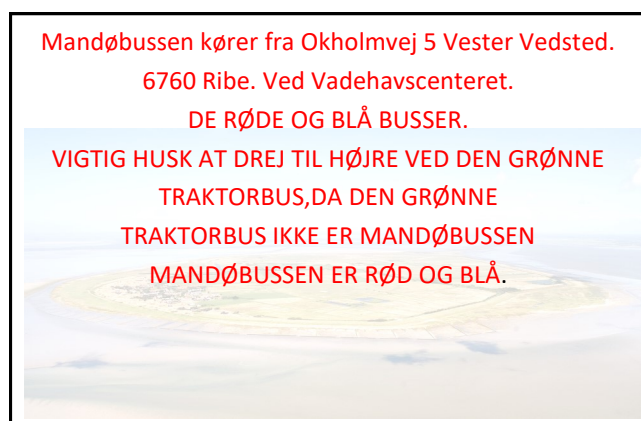 Mandøbussen kører fra Okholmvej 5 Vester Vedsted.
6760 Ribe. Ved Vadehavscenteret.
DE RØDE OG BLÅ BUSSER.
VIGTIG HUSK AT DREJ TIL HØJRE VED DEN GRØNNE
TRAKTORBUS,DA DEN GRØNNE
TRAKTORBUS IKKE ER MANDØBUSSEN
MANDØBUSSEN ER RØD OG BLÅ.